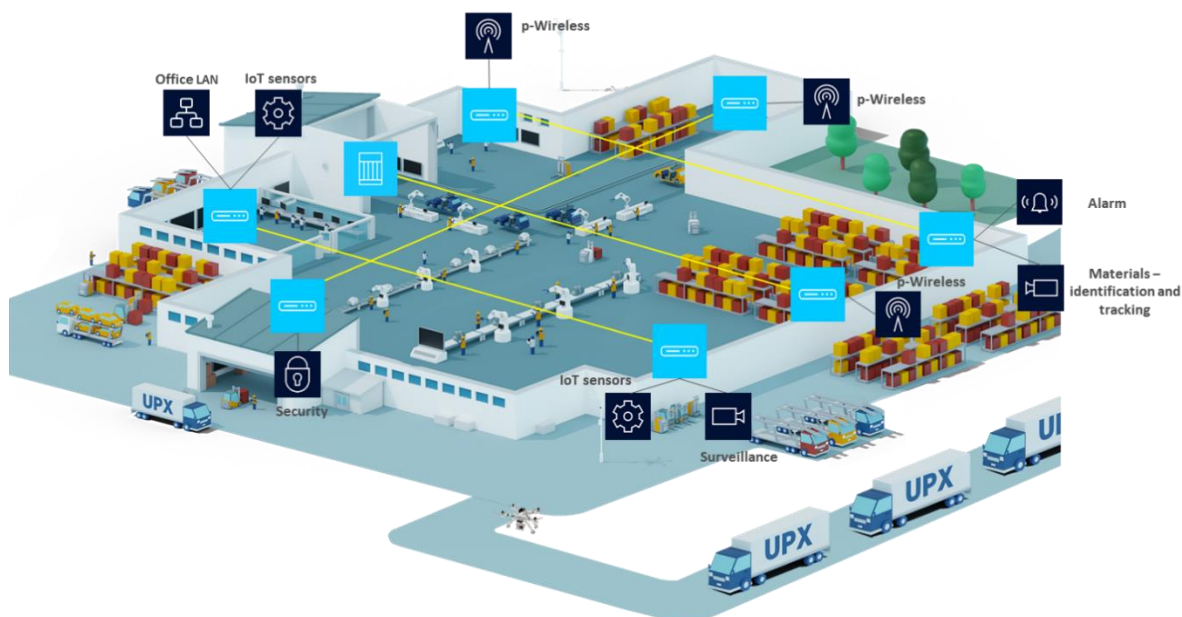 p-Wireless
Office LAN
IoT sensors
p-Wireless
Alarm
Materials –
identification and
tracking
p-Wireless
IoT sensors
Security
Surveillance
UPX
UPX
UPX
UP